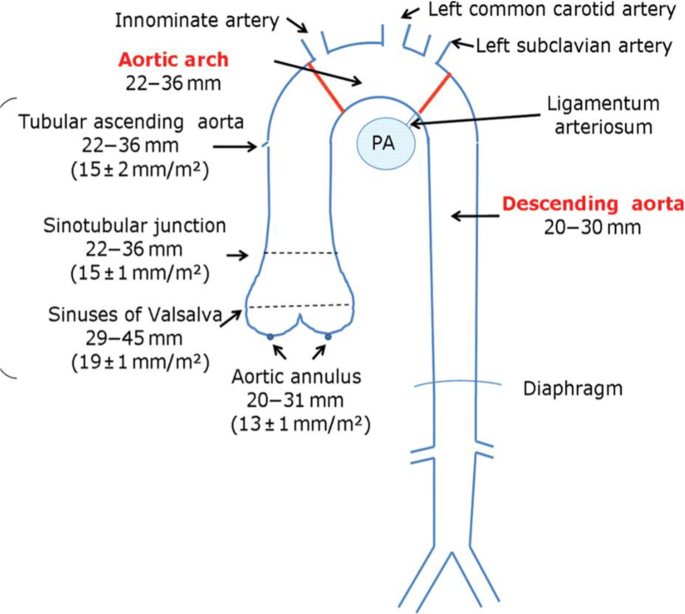 Innominate artery
Left common carotid artery
Left subclavian artery
Aortic arch
22–36 mm
Ligamentum
arteriosum
Tubular ascending aorta
22–36 mm
(15±2 mm/m²)
PA
Descending aorta
20–30 mm
Sinotubular junction
22–36 mm
(15±1 mm/m²)
Sinuses of Valsalva
29–45 mm
(19±1 mm/m²)
Aortic annulus
20–31 mm
(13±1 mm/m²)
Diaphragm